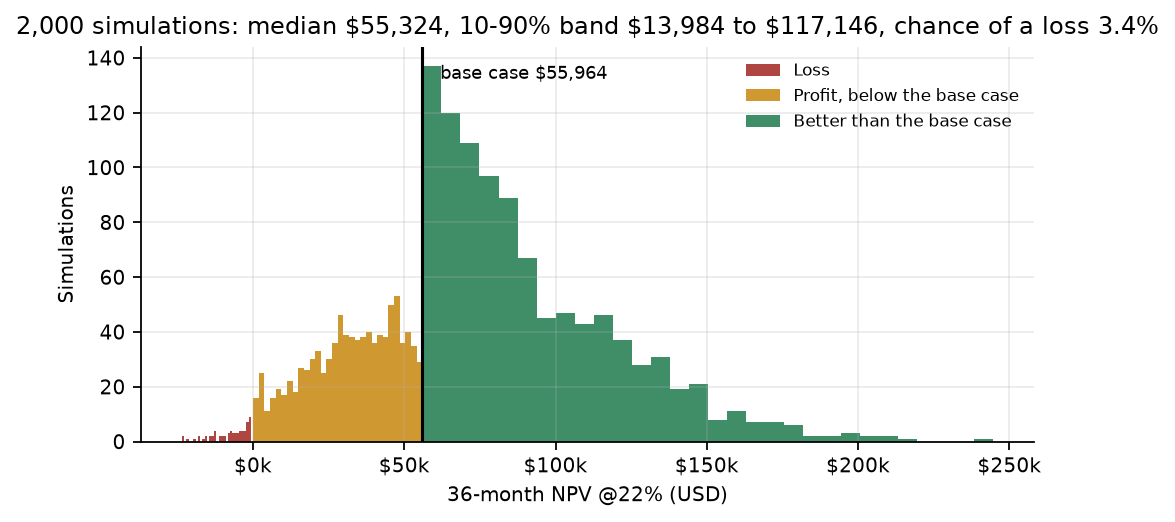 2,000 simulations: median $55,324, 10-90% band $13,984 to $117,146, chance of a loss 3.4%
140
120
100
80
60
40
20
0
Simulations
base case $55,964
Loss
Profit, below the base case
Better than the base case
$0k
$50k
$100k
$150k
$200k
$250k
36-month NPV @22% (USD)